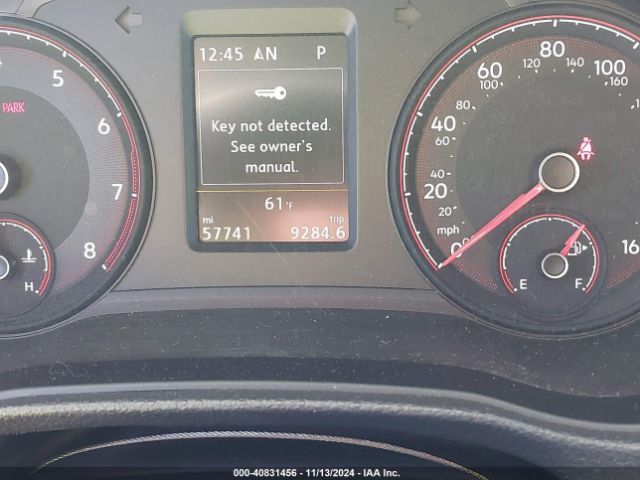 12:45 N P
Key not detected.
See owner's
manual.
61°F
mi trip
57741 9284.6
PARK
5
6
7
8
H
0
20
40
60
80
100
16
20
60
80
100
120
140
160
mph
E F
000-40831456 - 11/13/2024 - IAA Inc.